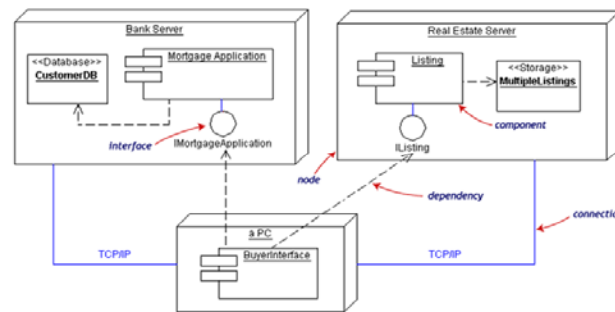 Bank Server
<<Database>>
CustomerDB
Mortgage Application
interface
IMortgageApplication
Real Estate Server
Listing
<<Storage>>
MultipleListings
component
IListing
node
dependency
connectic
a PC
BuyerInterface
TCP/IP
TCP/IP